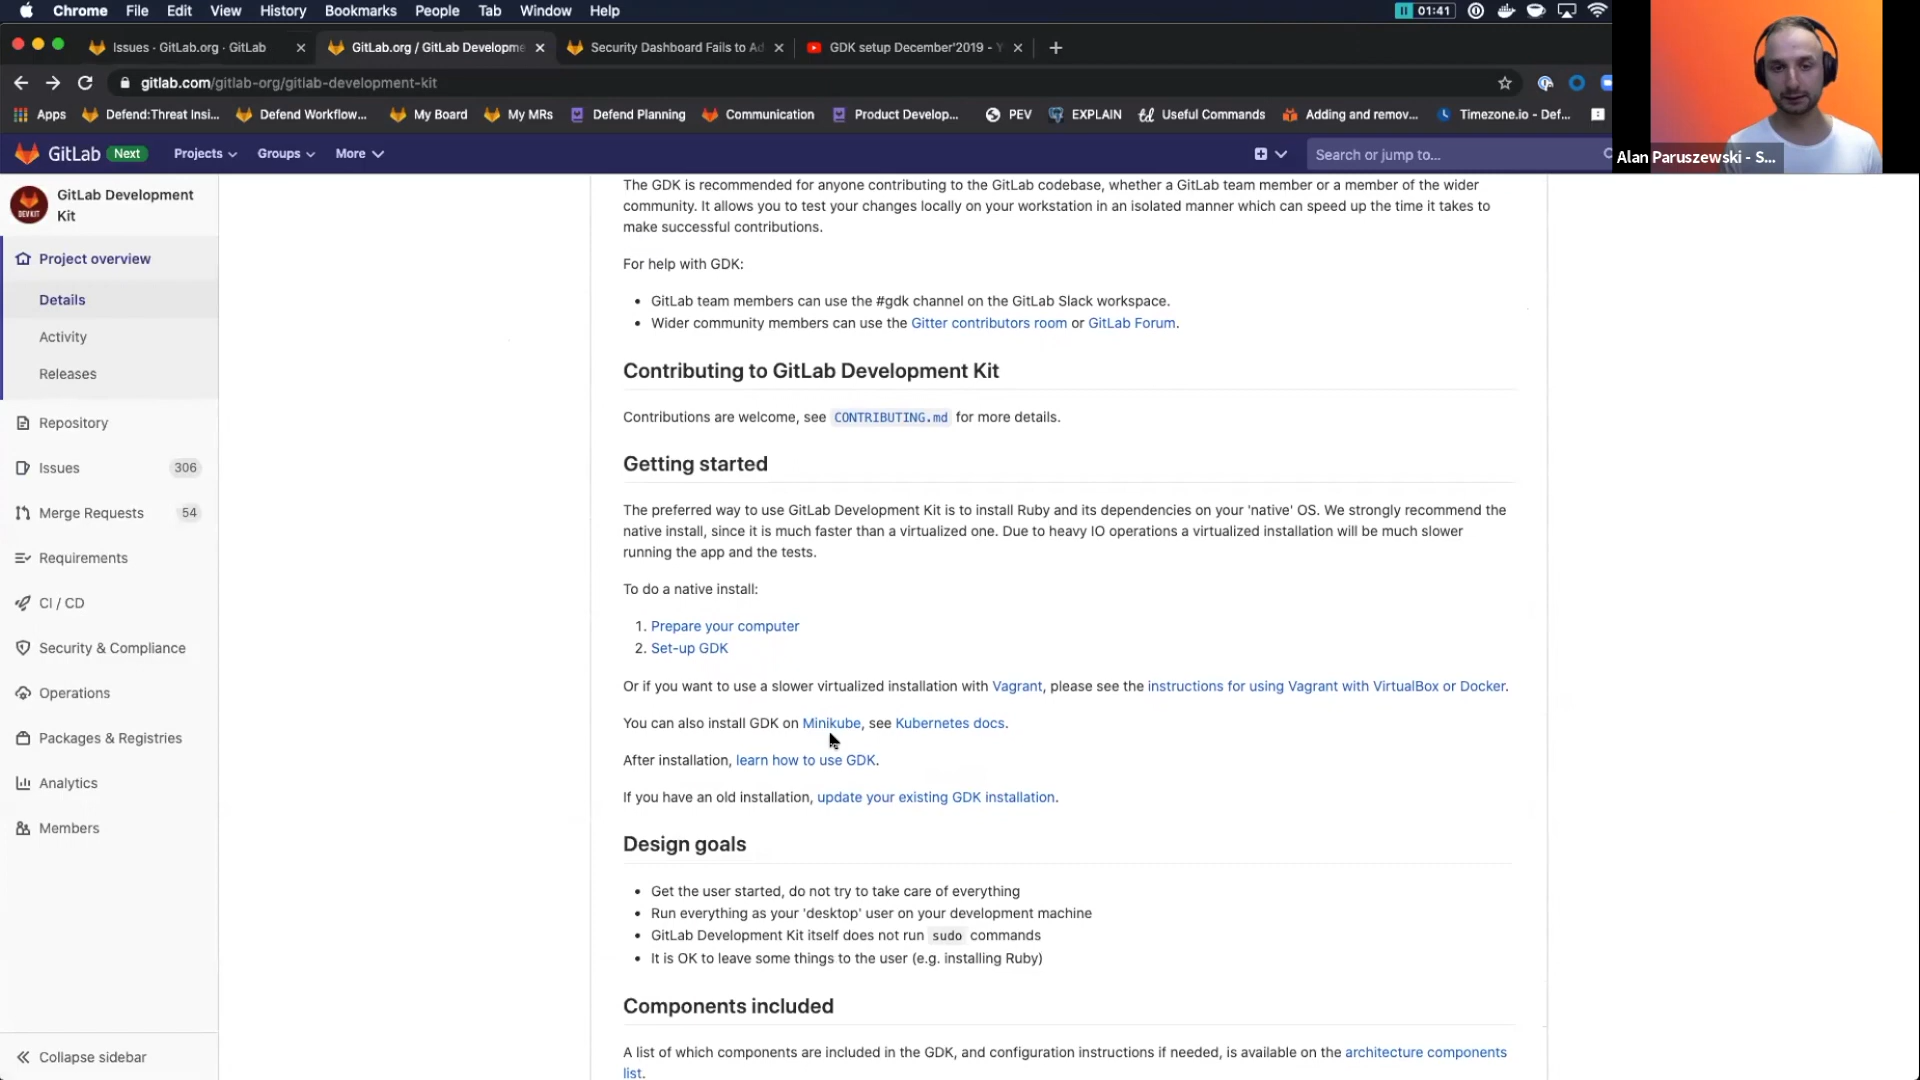 Chrome File Edit View History Bookmarks People Tab Window Help 01:41
Issues · GitLab.org · GitLab
GitLab.org / GitLab Developme
Security Dashboard Fails to Ad
GDK setup December'2019 - Y
gitlab.com/gitlab-org/gitlab-development-kit
Apps Defend:Threat Insi... Defend Workflow... My Board My MRs Defend Planning Communication Product Develop... PEV EXPLAIN Useful Commands Adding and remov... Timezone.io - Def...
GitLab Next Projects Groups More Search or jump to...
Alan Paruszewski - S...
DEV KIT
GitLab Development
Kit
Project overview
Details
Activity
Releases
Repository
Issues 306
Merge Requests 54
Requirements
CI / CD
Security & Compliance
Operations
Packages & Registries
Analytics
Members
Collapse sidebar
The GDK is recommended for anyone contributing to the GitLab codebase, whether a GitLab team member or a member of the wider
community. It allows you to test your changes locally on your workstation in an isolated manner which can speed up the time it takes to
make successful contributions.
For help with GDK:
• GitLab team members can use the #gdk channel on the GitLab Slack workspace.
• Wider community members can use the Gitter contributors room or GitLab Forum.
Contributing to GitLab Development Kit
Contributions are welcome, see CONTRIBUTING.md for more details.
Getting started
The preferred way to use GitLab Development Kit is to install Ruby and its dependencies on your 'native' OS. We strongly recommend the
native install, since it is much faster than a virtualized one. Due to heavy IO operations a virtualized installation will be much slower
running the app and the tests.
To do a native install:
1. Prepare your computer
2. Set-up GDK
Or if you want to use a slower virtualized installation with Vagrant, please see the instructions for using Vagrant with VirtualBox or Docker.
You can also install GDK on Minikube, see Kubernetes docs.
After installation, learn how to use GDK.
If you have an old installation, update your existing GDK installation.
Design goals
• Get the user started, do not try to take care of everything
• Run everything as your 'desktop' user on your development machine
• GitLab Development Kit itself does not run sudo commands
• It is OK to leave some things to the user (e.g. installing Ruby)
Components included
A list of which components are included in the GDK, and configuration instructions if needed, is available on the architecture components
list.